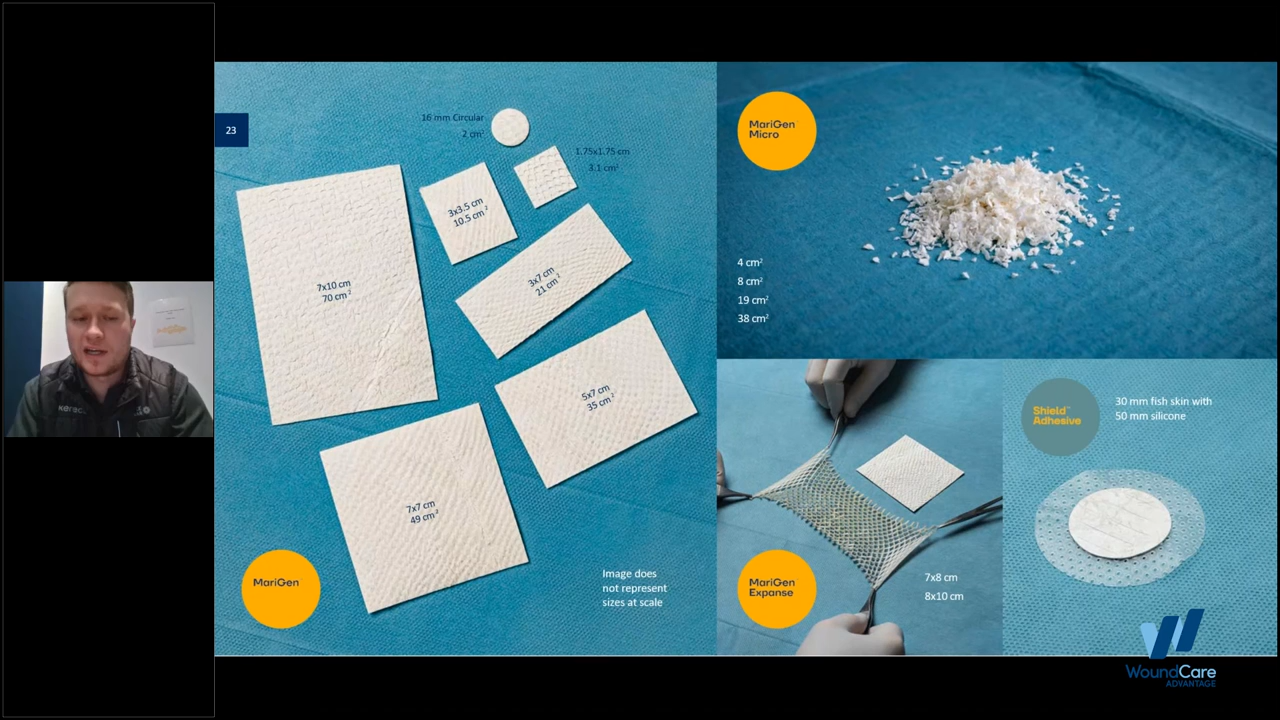 23
16 mm Circular
2 cm²
1.75x1.75 cm
3.1 cm²
3x3.5 cm
10.5 cm²
7x10 cm
70 cm²
3x7 cm
21 cm²
5x7 cm
35 cm²
7x7 cm
49 cm²
MariGen
Image does
not represent
sizes at scale
MariGen
Micro
4 cm²
8 cm²
19 cm²
38 cm²
MariGen
Expanse
7x8 cm
8x10 cm
Shield™
Adhesive
30 mm fish skin with
50 mm silicone
WoundCare
ADVANTAGE